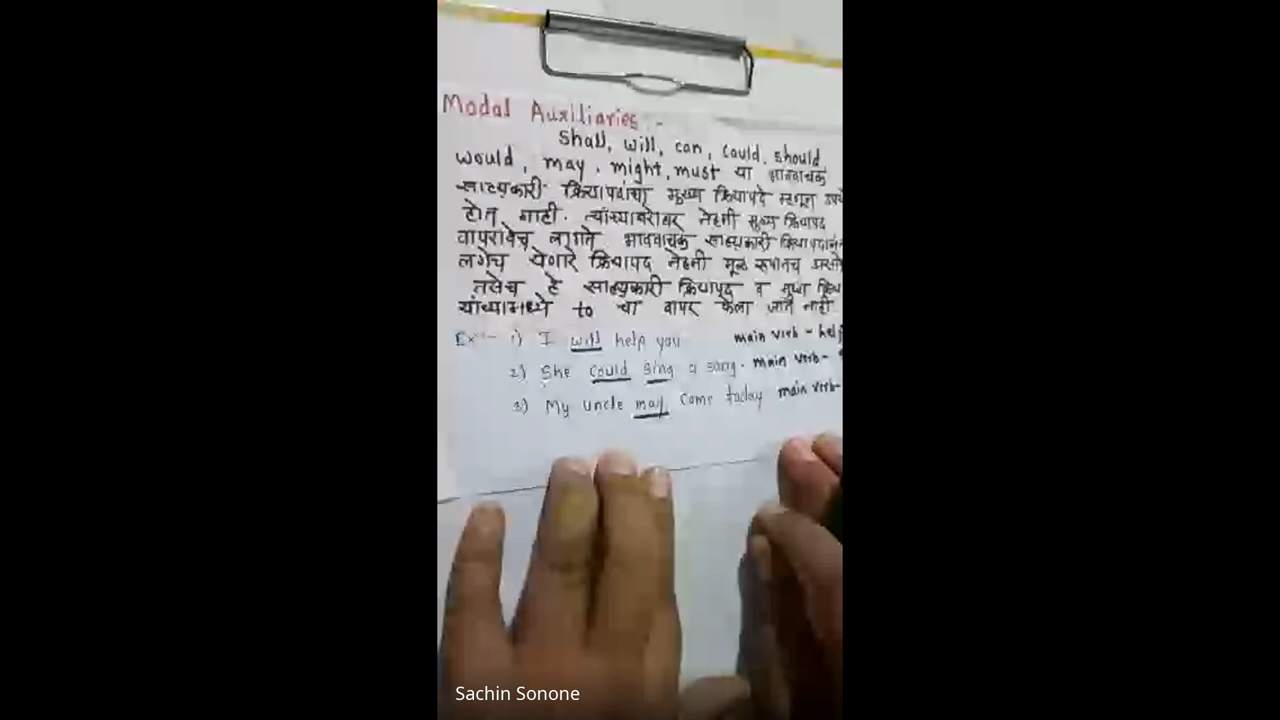 Modal Auxiliaries :-
Shall, will, can, could, should
would, may, might, must या भाववाचक
साह्यकारी क्रियापदांचा मुख्य क्रियापदे म्हणून
होत नाही. त्यांच्याबरोबर नेहमी मुख्य क्रियापद
वापरावेच लागते. भाववाचक साह्यकारी
लगेच येणारे क्रियापद नेहमी मूळ रूपातच
तसेच हे साह्यकारी क्रियापद व मुख्य
यांच्यामध्ये to चा वापर केला जात नाही
Ex:- 1) I will help you. main verb - help
2) She could sing a song. main verb-
3) My uncle may come today main verb-
Sachin Sonone